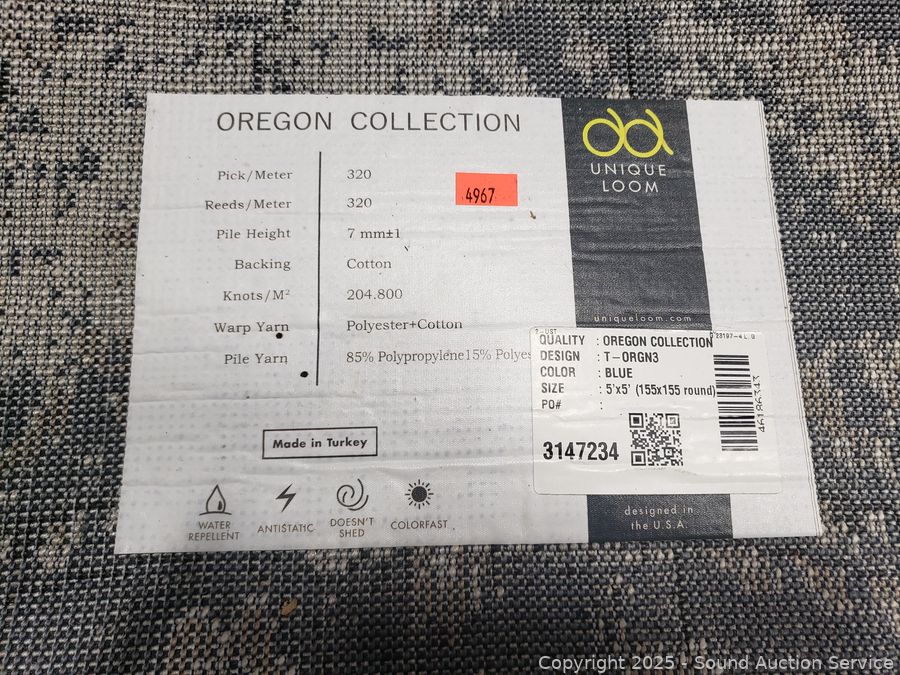 OREGON COLLECTION
Pick/Meter 320
Reeds/Meter 320
Pile Height 7 mm±1
Backing Cotton
Knots/M² 204.800
Warp Yarn Polyester+Cotton
Pile Yarn 85% Polypropylene15% Polyes
4967
Made in Turkey
WATER REPELLENT
ANTISTATIC
DOESN'T SHED
COLORFAST
UNIQUE
LOOM
uniqueloom.com
QUALITY : OREGON COLLECTION
DESIGN : T-ORGN3
COLOR : BLUE
SIZE : 5'x5' (155x155 round)
PO# :
3147234
46186343
designed in
the U.S.A.
Copyright 2025 - Sound Auction Service